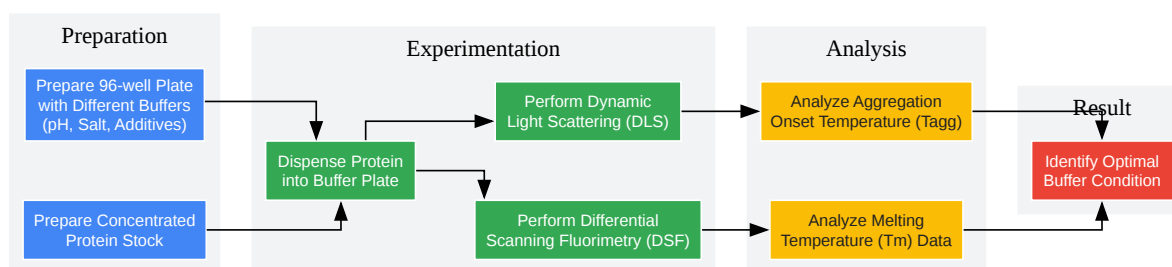 Preparation
Prepare 96-well Plate
with Different Buffers
(pH, Salt, Additives)
Prepare Concentrated
Protein Stock
Experimentation
Dispense Protein
into Buffer Plate
Perform Dynamic
Light Scattering (DLS)
Perform Differential
Scanning Fluorimetry (DSF)
Analysis
Analyze Aggregation
Onset Temperature (Tagg)
Analyze Melting
Temperature (Tm) Data
Result
Identify Optimal
Buffer Condition